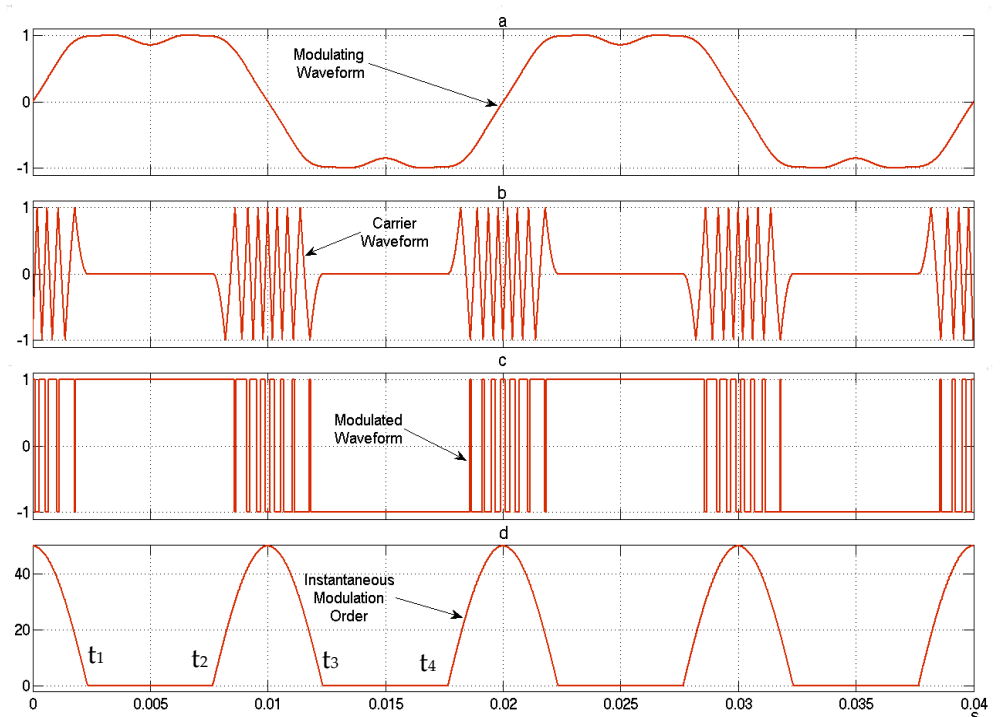 a
1
0
-1
Modulating
Waveform
b
1
0
-1
Carrier
Waveform
c
1
0
-1
Modulated
Waveform
d
40
20
0
Instantaneous
Modulation
Order
t1 t2 t3 t4
0 0.005 0.01 0.015 0.02 0.025 0.03 0.035 0.04